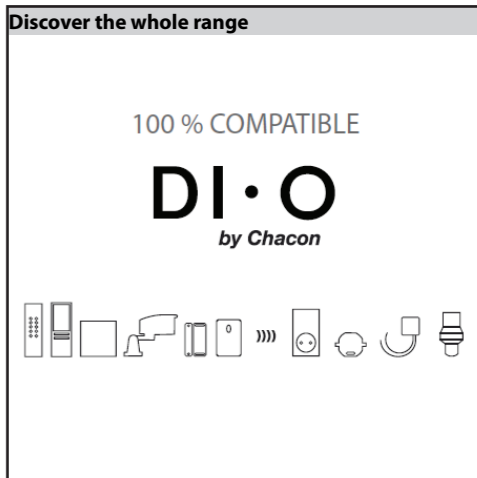 Discover the whole range
100 % COMPATIBLE
DI·O
by Chacon